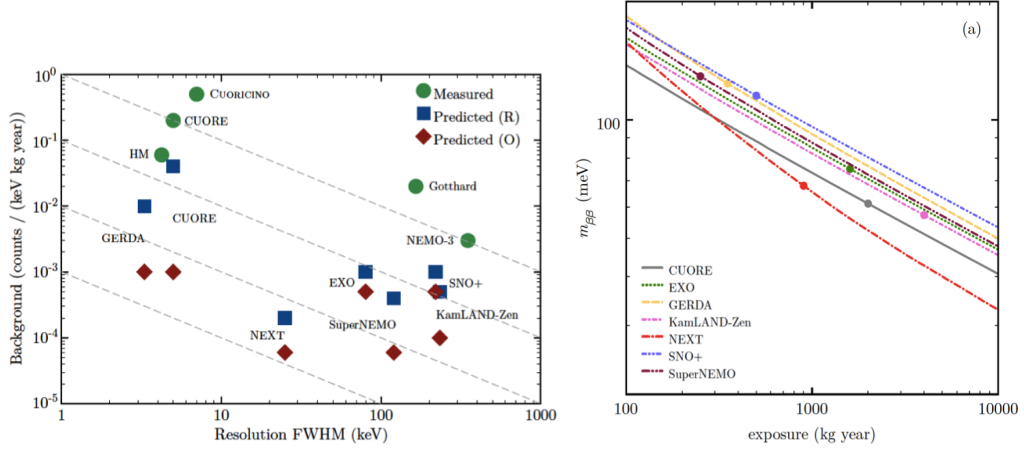 Background (counts / (keV kg year))
10^0
10^-1
10^-2
10^-3
10^-4
10^-5
CUORICINO
CUORE
HM
CUORE
GERDA
Gotthard
NEMO-3
EXO
SNO+
KamLAND-Zen
SuperNEMO
NEXT
Measured
Predicted (R)
Predicted (O)
1
10
100
1000
Resolution FWHM (keV)
(a)
m_ββ (meV)
100
CUORE
EXO
GERDA
KamLAND-Zen
NEXT
SNO+
SuperNEMO
100
1000
10000
exposure (kg year)